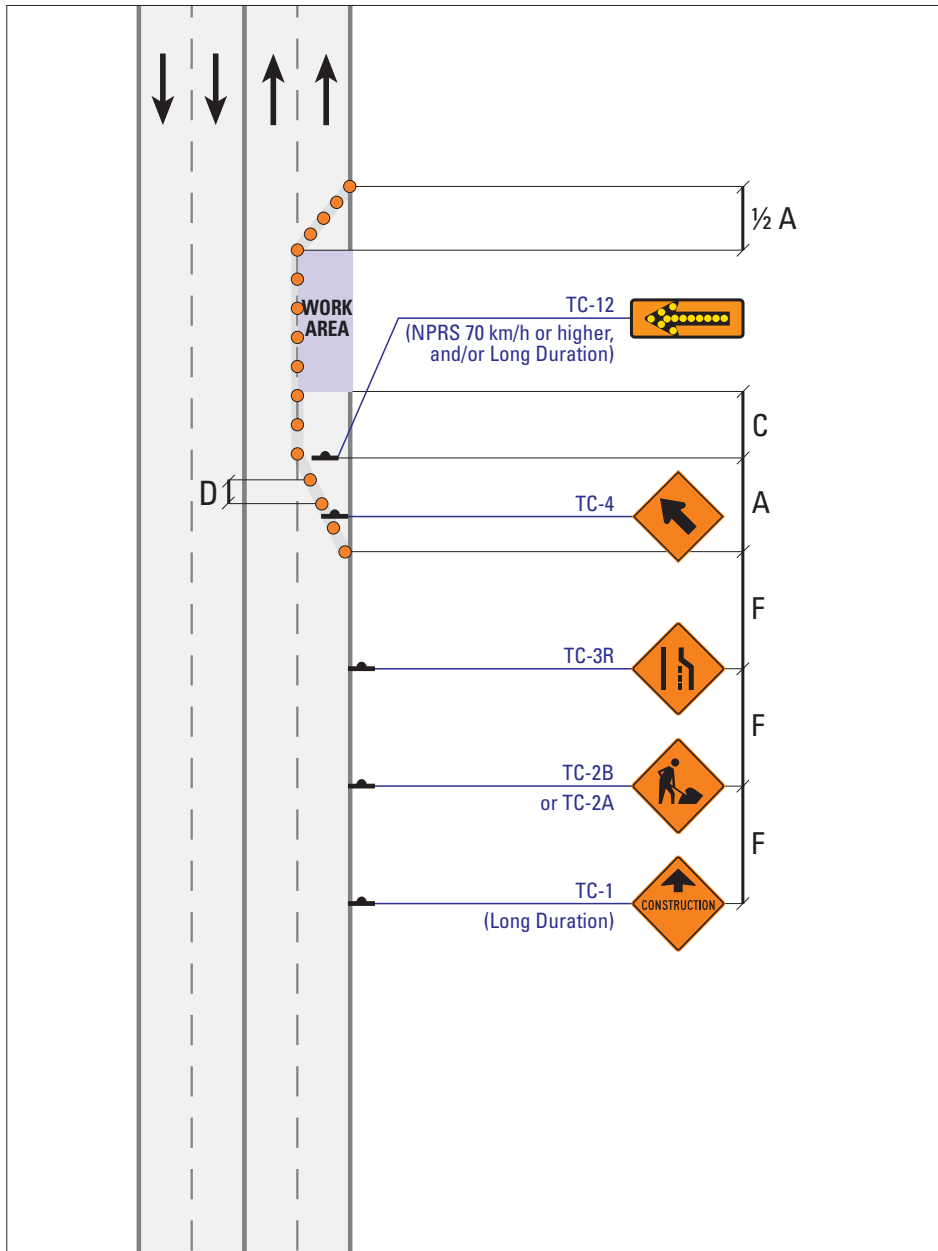 ½ A
WORK
AREA
TC-12
(NPRS 70 km/h or higher,
and/or Long Duration)
C
D
TC-4
A
F
TC-3R
F
TC-2B
or TC-2A
F
TC-1
(Long Duration)
CONSTRUCTION